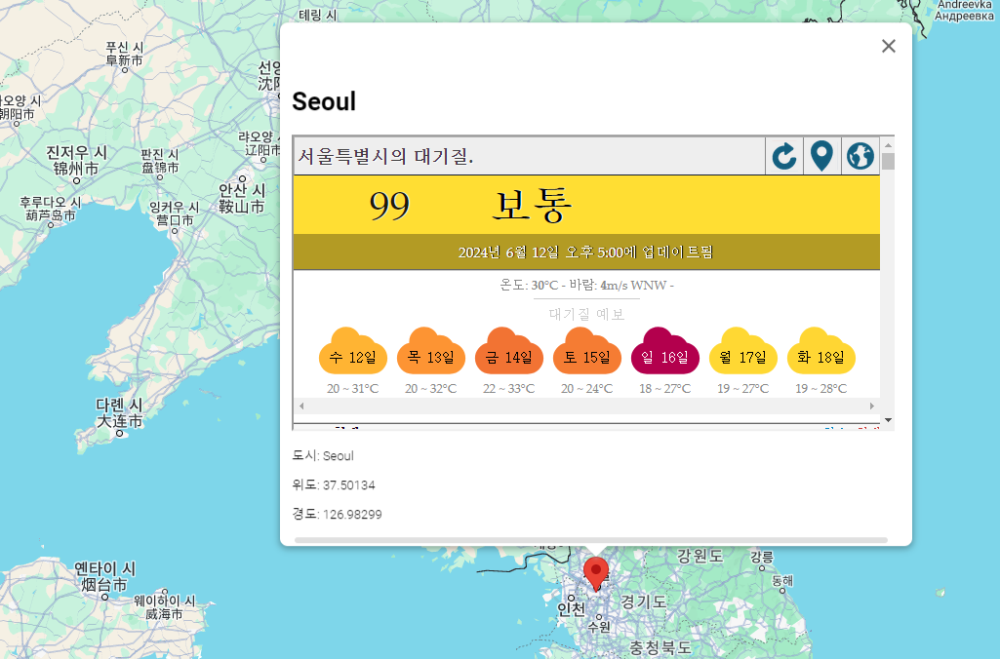 테링 시
Andreevka
Андреевка
푸신 시
阜新市
선양
沈阳
라오양 시
朝阳市
진저우 시
锦州市
판진 시
盘锦市
랴오양
辽阳市
안산 시
鞍山市
후루다오 시
葫芦岛市
잉커우 시
营口市
Seoul
서울특별시의 대기질.
99 보통
2024년 6월 12일 오후 5:00에 업데이트됨
온도: 30°C - 바람: 4m/s WNW -
대기질 예보
수 12일 목 13일 금 14일 토 15일 일 16일 월 17일 화 18일
20 ~ 31°C 20 ~ 32°C 22 ~ 33°C 20 ~ 24°C 18 ~ 27°C 19 ~ 27°C 19 ~ 28°C
다롄 시
大连市
도시: Seoul
위도: 37.50134
경도: 126.98299
옌타이 시
烟台市
웨이하이 시
威海市
강원도
강릉
동해
인천
경기도
수원
충청북도